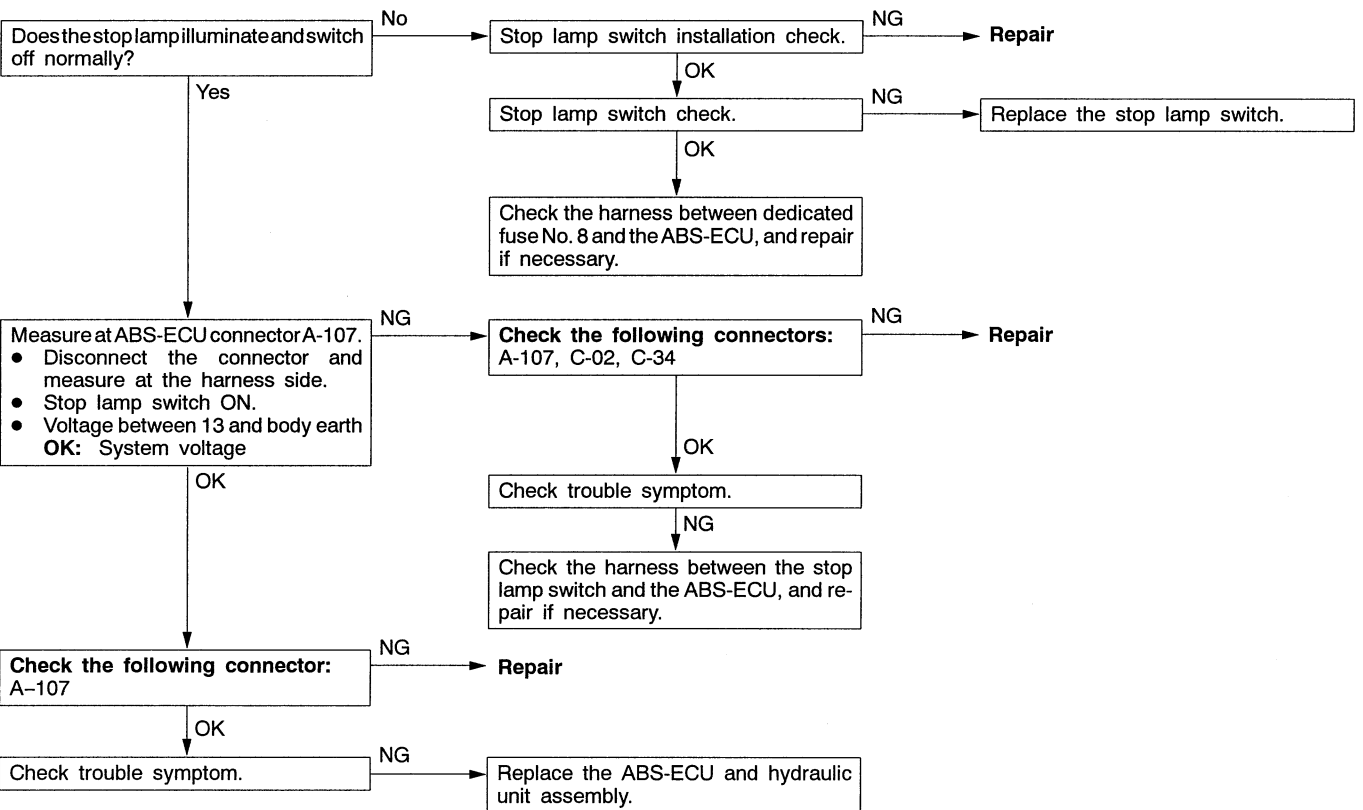 Does the stop lamp illuminate and switch
off normally?
No
Stop lamp switch installation check.
NG
Repair
OK
Yes
Stop lamp switch check.
NG
Replace the stop lamp switch.
OK
Check the harness between dedicated
fuse No. 8 and the ABS-ECU, and repair
if necessary.
Measure at ABS-ECU connector A-107.
● Disconnect the connector and
measure at the harness side.
● Stop lamp switch ON.
● Voltage between 13 and body earth
OK: System voltage
NG
Check the following connectors:
A-107, C-02, C-34
NG
Repair
OK
Check trouble symptom.
NG
Check the harness between the stop
lamp switch and the ABS-ECU, and re-
pair if necessary.
OK
Check the following connector:
A–107
NG
Repair
OK
Check trouble symptom.
NG
Replace the ABS-ECU and hydraulic
unit assembly.